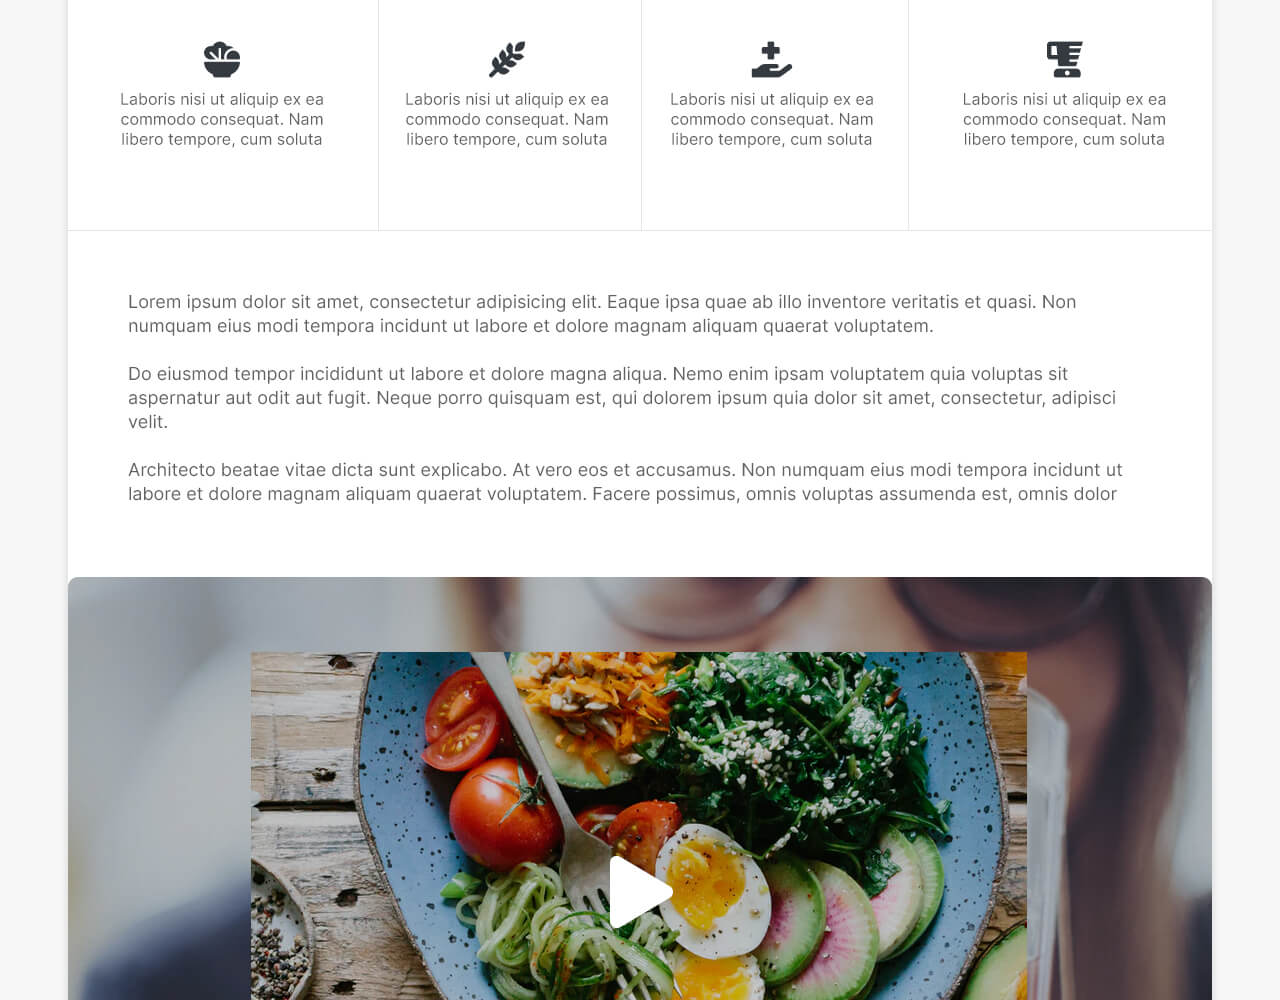 Laboris nisi ut aliquip ex ea
commodo consequat. Nam
libero tempore, cum soluta
Laboris nisi ut aliquip ex ea
commodo consequat. Nam
libero tempore, cum soluta
Laboris nisi ut aliquip ex ea
commodo consequat. Nam
libero tempore, cum soluta
Laboris nisi ut aliquip ex ea
commodo consequat. Nam
libero tempore, cum soluta
Lorem ipsum dolor sit amet, consectetur adipisicing elit. Eaque ipsa quae ab illo inventore veritatis et quasi. Non
numquam eius modi tempora incidunt ut labore et dolore magnam aliquam quaerat voluptatem.
Do eiusmod tempor incididunt ut labore et dolore magna aliqua. Nemo enim ipsam voluptatem quia voluptas sit
aspernatur aut odit aut fugit. Neque porro quisquam est, qui dolorem ipsum quia dolor sit amet, consectetur, adipisci
velit.
Architecto beatae vitae dicta sunt explicabo. At vero eos et accusamus. Non numquam eius modi tempora incidunt ut
labore et dolore magnam aliquam quaerat voluptatem. Facere possimus, omnis voluptas assumenda est, omnis dolor